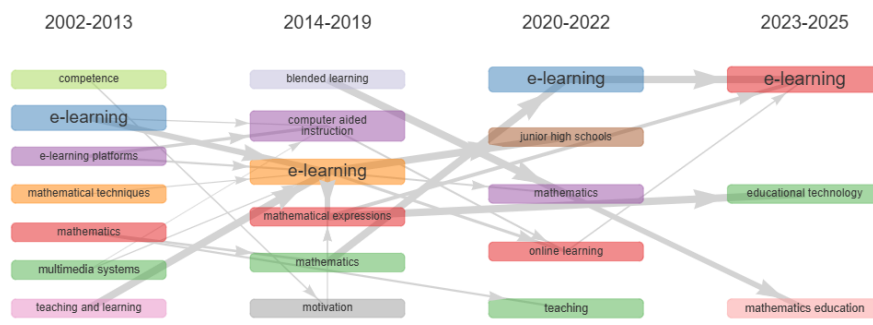 2002-2013
2014-2019
2020-2022
2023-2025
competence
e-learning
e-learning platforms
mathematical techniques
mathematics
multimedia systems
teaching and learning
blended learning
computer aided
instruction
e-learning
mathematical expressions
mathematics
motivation
e-learning
junior high schools
mathematics
online learning
teaching
e-learning
educational technology
mathematics education